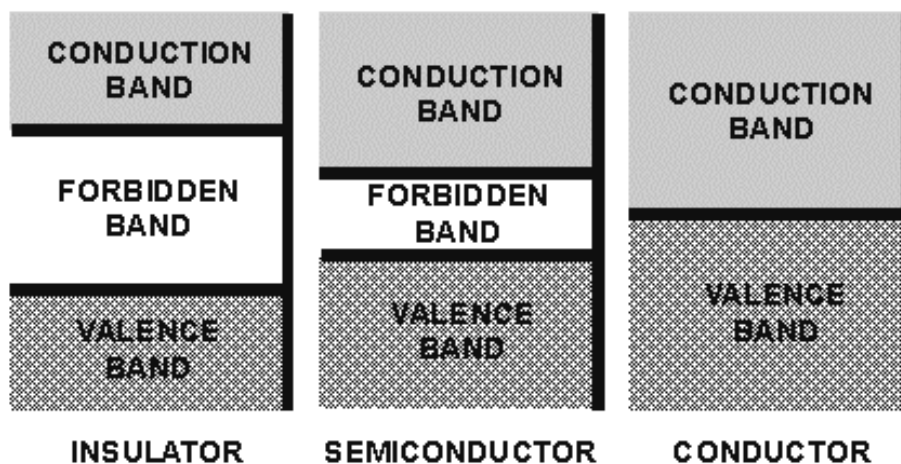 CONDUCTION
BAND
FORBIDDEN
BAND
VALENCE
BAND
INSULATOR
CONDUCTION
BAND
FORBIDDEN
BAND
VALENCE
BAND
SEMICONDUCTOR
CONDUCTION
BAND
VALENCE
BAND
CONDUCTOR